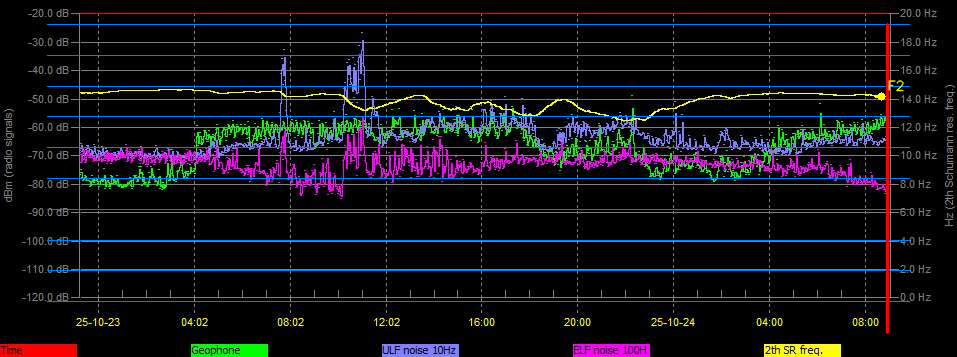 -20.0 dB 20.0 Hz
-30.0 dB 18.0 Hz
-40.0 dB 16.0 Hz
F2
-50.0 dB 14.0 Hz
-60.0 dB 12.0 Hz
-70.0 dB 10.0 Hz
-80.0 dB 8.0 Hz
-90.0 dB 6.0 Hz
-100.0 dB 4.0 Hz
-110.0 dB 2.0 Hz
-120.0 dB 0.0 Hz
dBm (radio signals)
Hz (2th Schumann res. freq.)
25-10-23 04:02 08:02 12:02 16:00 20:00 25-10-24 04:00 08:00
Time Geophone ULF noise 10Hz ELF noise 100H 2th SR freq.